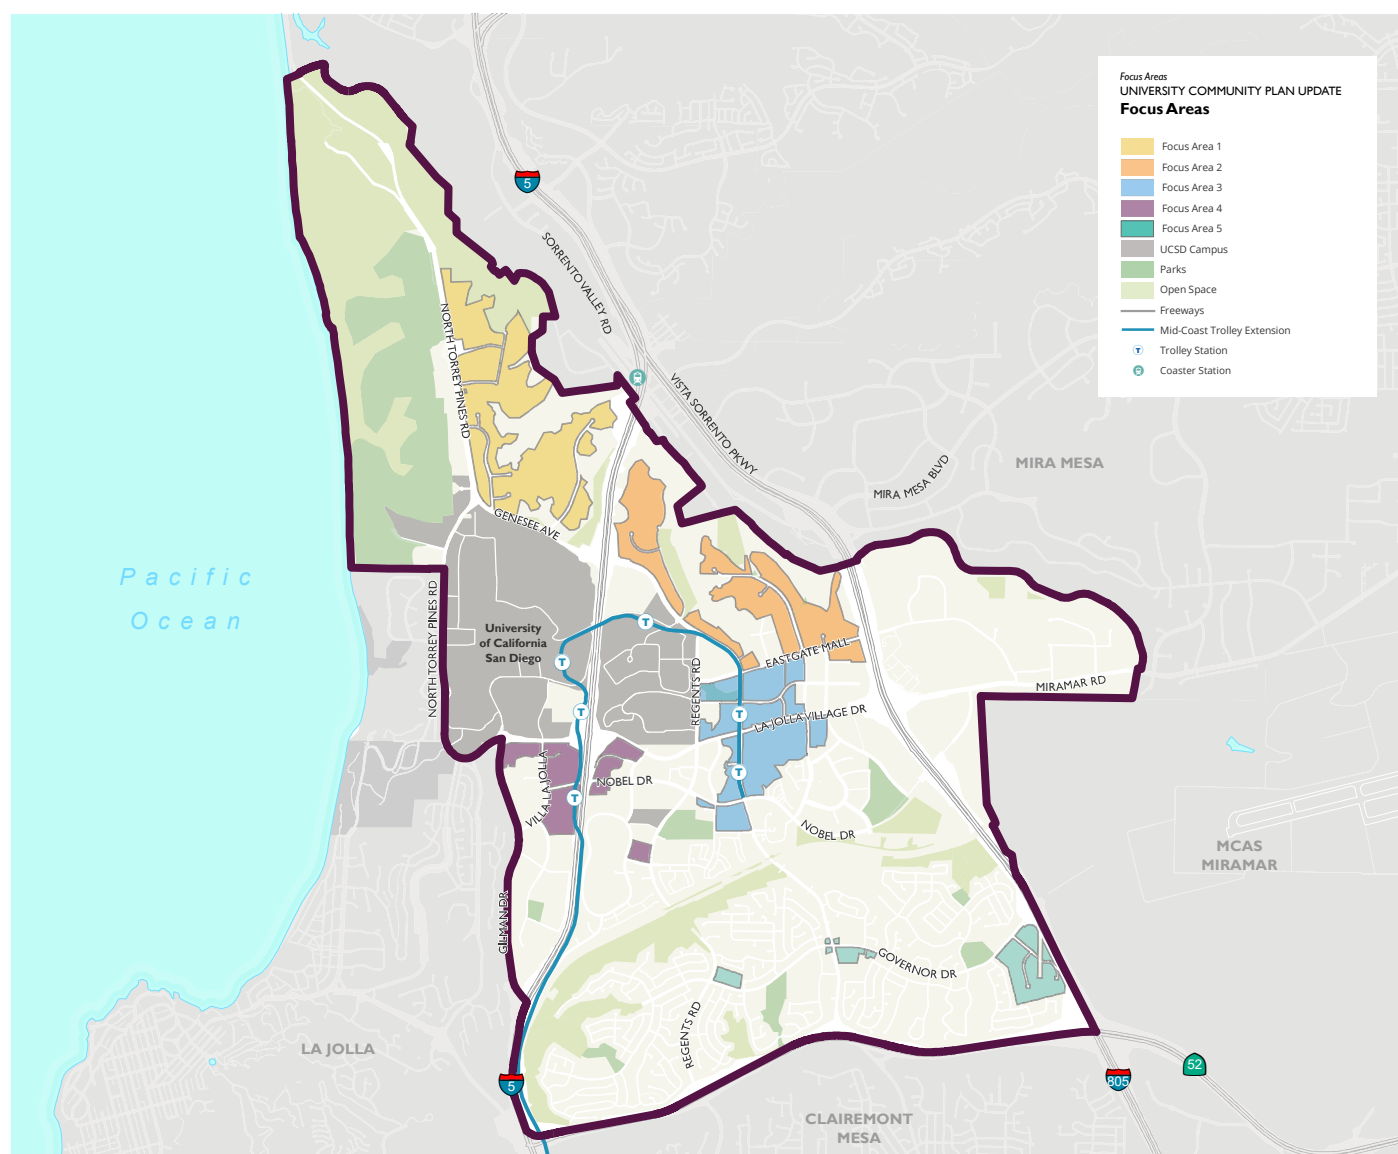 Focus Areas
UNIVERSITY COMMUNITY PLAN UPDATE
Focus Areas
Focus Area 1
Focus Area 2
Focus Area 3
Focus Area 4
Focus Area 5
UCSD Campus
Parks
Open Space
Freeways
Mid-Coast Trolley Extension
T Trolley Station
Coaster Station
5
SORRENTO VALLEY RD
NORTH TORREY PINES RD
VISTA SORRENTO PKWY
MIRA MESA
MIRA MESA BLVD
GENESEE AVE
Pacific
Ocean
NORTH TORREY PINES RD
University
of California
San Diego
T
T
T
T
T
T
REGENTS RD
EASTGATE MALL
MIRAMAR RD
LA JOLLA VILLAGE DR
VILLA LA JOLLA
NOBEL DR
NOBEL DR
MCAS
MIRAMAR
GILMAN DR
GOVERNOR DR
REGENTS RD
LA JOLLA
5
52
805
CLAIREMONT
MESA